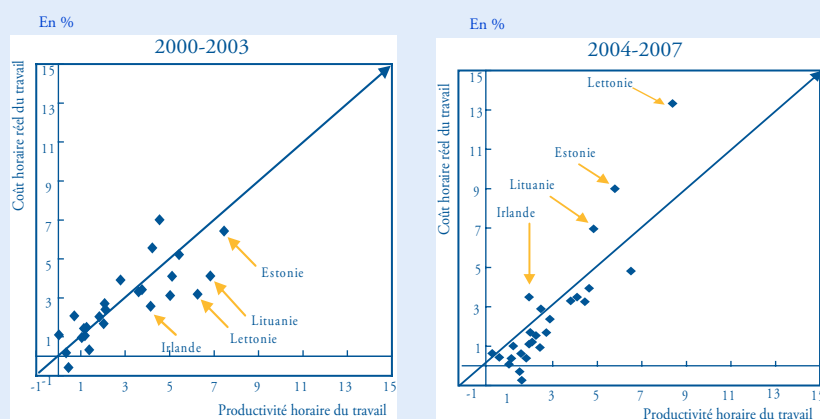 En %
2000-2003
Coût horaire réel du travail
15
13
11
9
7
5
3
1
-1
-1
1
3
5
7
9
11
13
15
Estonie
Lituanie
Lettonie
Irlande
Productivité horaire du travail
En %
2004-2007
Coût horaire réel du travail
15
13
11
9
7
5
3
1
-1
1
3
5
7
9
11
13
15
Lettonie
Estonie
Lituanie
Irlande
Productivité horaire du travail